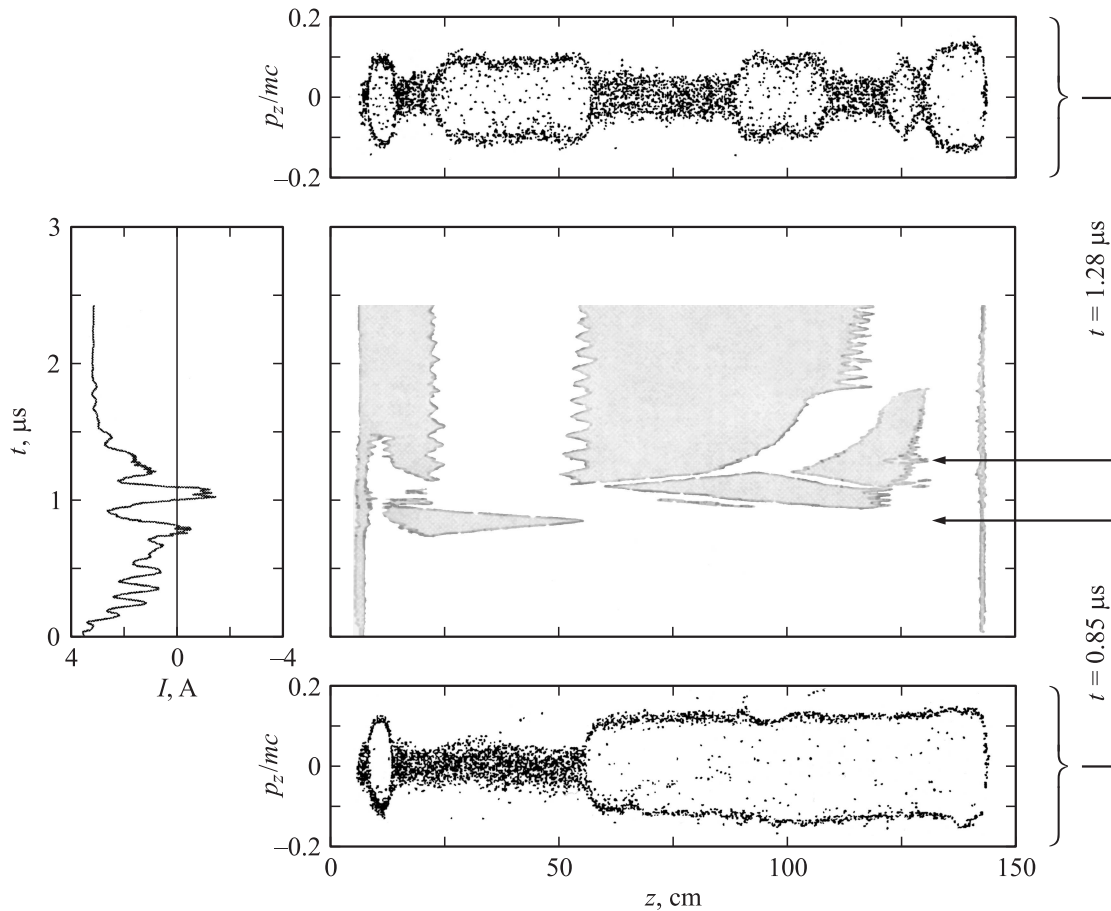 0.2
0
–0.2
p_z/mc
3
2
1
0
t, μs
4 0 –4
I, A
t = 1.28 μs
t = 0.85 μs
0.2
0
–0.2
p_z/mc
0 50 100 150
z, cm